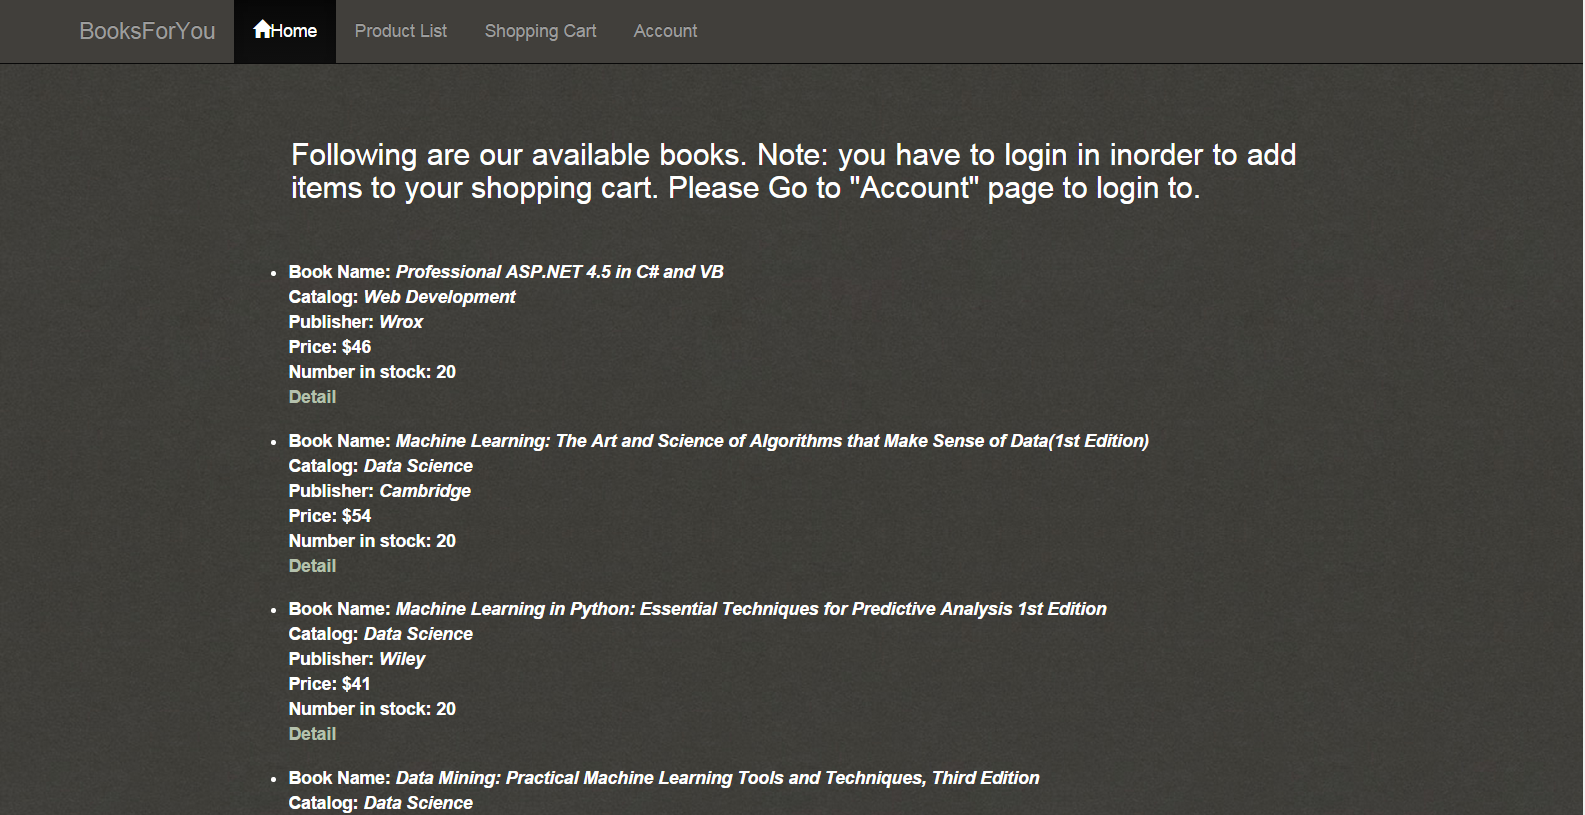 BooksForYou Home Product List Shopping Cart Account
Following are our available books. Note: you have to login in inorder to add
items to your shopping cart. Please Go to "Account" page to login to.
Book Name: Professional ASP.NET 4.5 in C# and VB
Catalog: Web Development
Publisher: Wrox
Price: $46
Number in stock: 20
Detail
Book Name: Machine Learning: The Art and Science of Algorithms that Make Sense of Data(1st Edition)
Catalog: Data Science
Publisher: Cambridge
Price: $54
Number in stock: 20
Detail
Book Name: Machine Learning in Python: Essential Techniques for Predictive Analysis 1st Edition
Catalog: Data Science
Publisher: Wiley
Price: $41
Number in stock: 20
Detail
Book Name: Data Mining: Practical Machine Learning Tools and Techniques, Third Edition
Catalog: Data Science